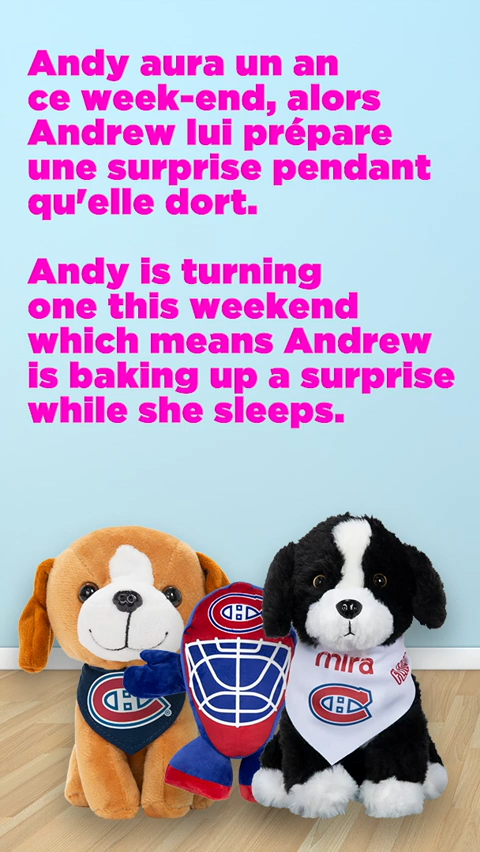 Andy aura un an
ce week-end, alors
Andrew lui prépare
une surprise pendant
qu'elle dort.
Andy is turning
one this weekend
which means Andrew
is baking up a surprise
while she sleeps.
mira